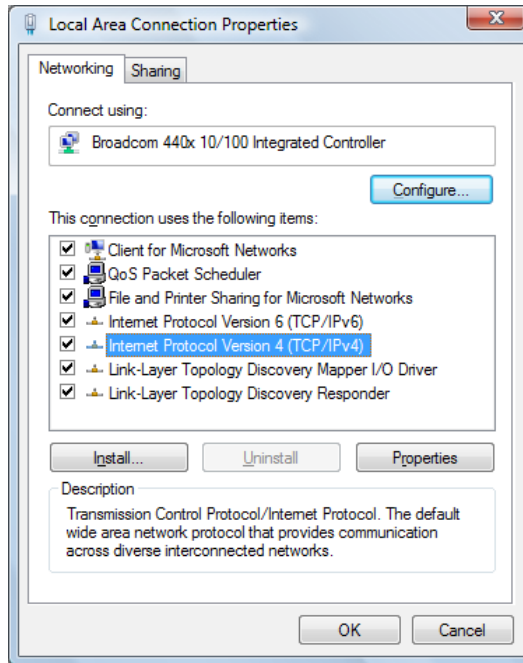 Local Area Connection Properties
Networking
Sharing
Connect using:
Broadcom 440x 10/100 Integrated Controller
Configure...
This connection uses the following items:
Client for Microsoft Networks
QoS Packet Scheduler
File and Printer Sharing for Microsoft Networks
Internet Protocol Version 6 (TCP/IPv6)
Internet Protocol Version 4 (TCP/IPv4)
Link-Layer Topology Discovery Mapper I/O Driver
Link-Layer Topology Discovery Responder
Install...
Uninstall
Properties
Description
Transmission Control Protocol/Internet Protocol. The default
wide area network protocol that provides communication
across diverse interconnected networks.
OK
Cancel